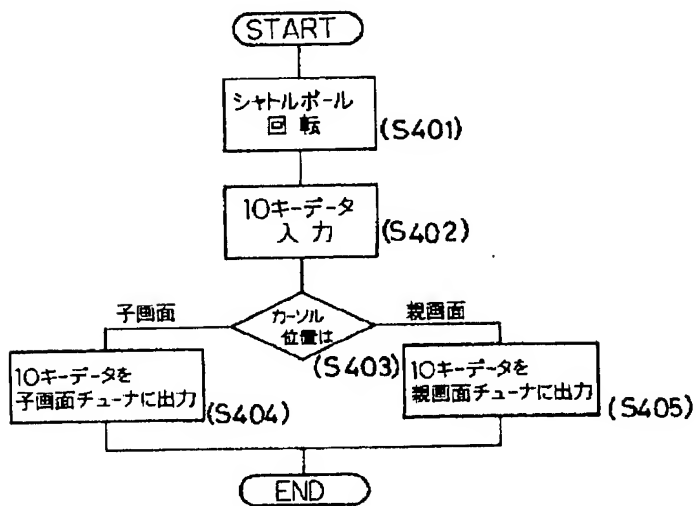 START
シャトルボール
回転
(S401)
10キーデータ
入力
(S402)
カーソル
位置は
(S403)
子画面
親画面
10キーデータを
子画面チューナに出力
(S404)
10キーデータを
親画面チューナに出力
(S405)
END